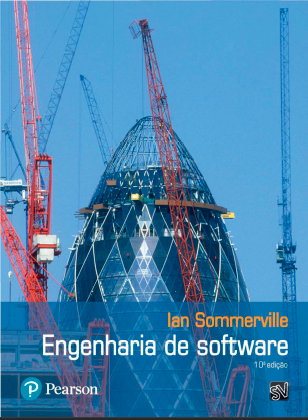 Ian Sommerville
Engenharia de software
10ª edição
Pearson
SV